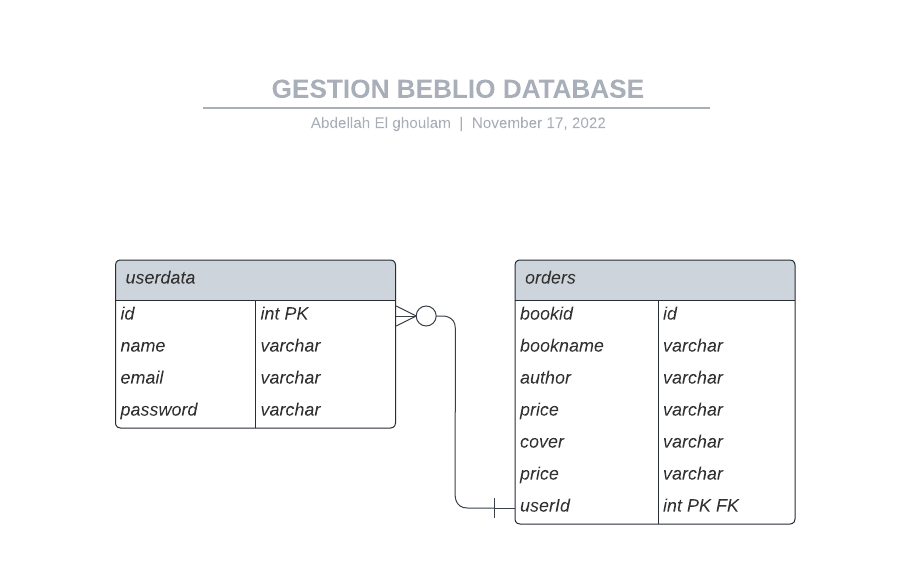 GESTION BEBLIO DATABASE
Abdellah El ghoulam | November 17, 2022
userdata
id int PK
name varchar
email varchar
password varchar
orders
bookid id
bookname varchar
author varchar
price varchar
cover varchar
price varchar
userId int PK FK